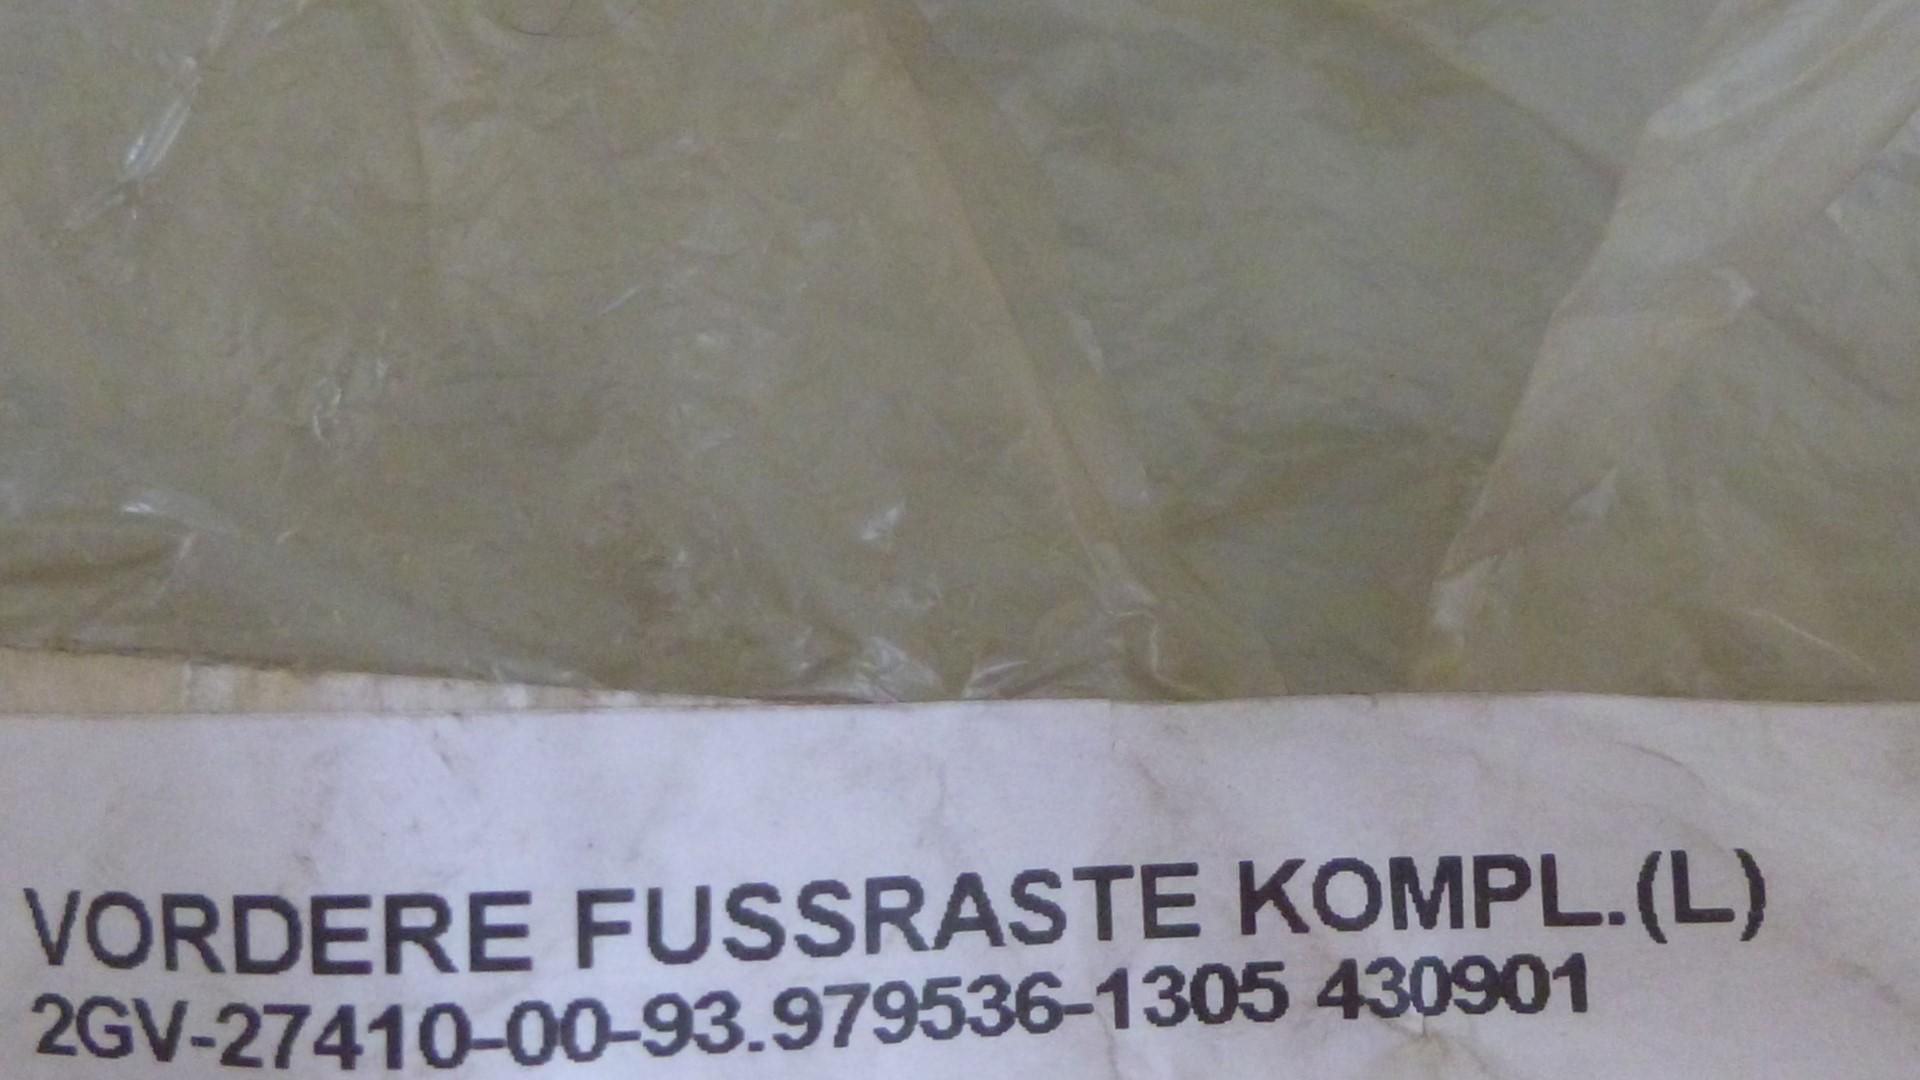 VORDERE FUSSRASTE KOMPL.(L)
2GV-27410-00-93.979536-1305 430901